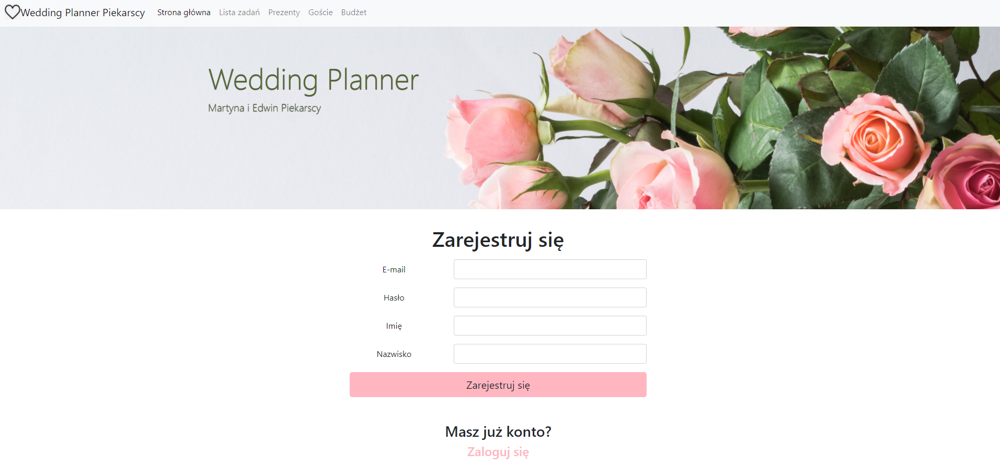 Wedding Planner Piekarscy Strona główna Lista zadań Prezenty Goście Budżet
Wedding Planner
Martyna i Edwin Piekarscy
Zarejestruj się
E-mail
Hasło
Imię
Nazwisko
Zarejestruj się
Masz już konto?
Zaloguj się